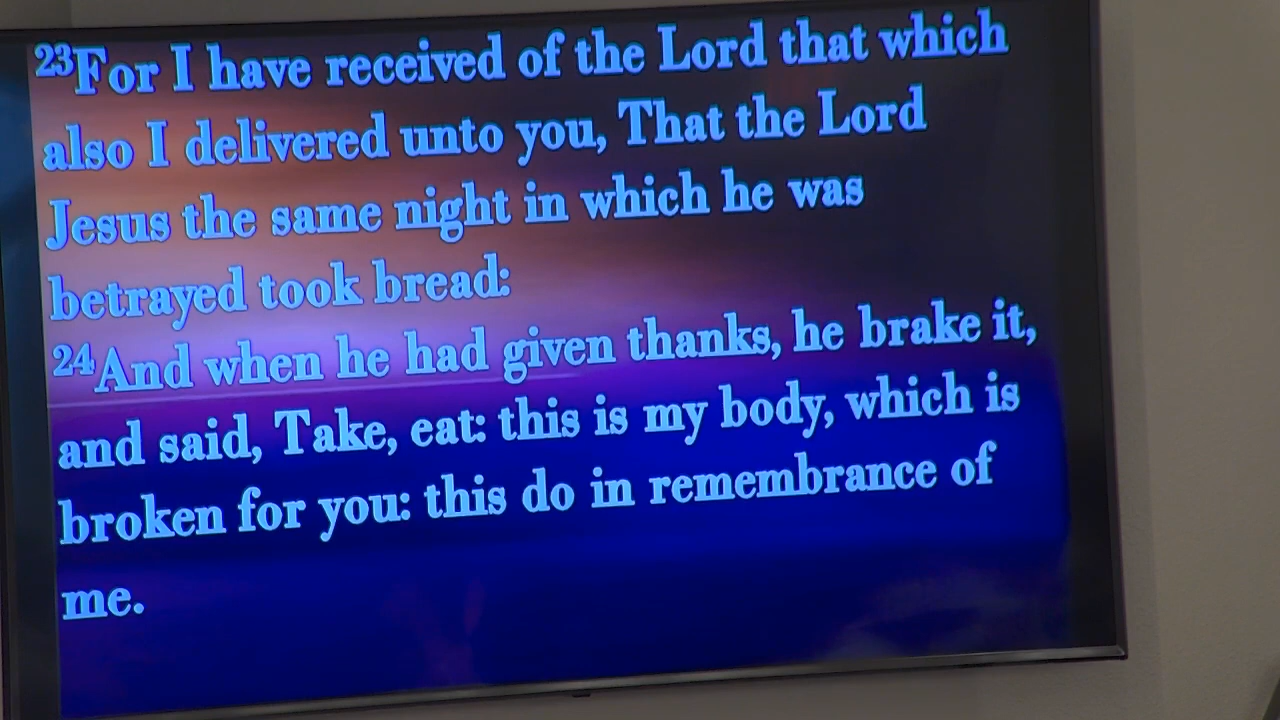 23For I have received of the Lord that which
also I delivered unto you, That the Lord
Jesus the same night in which he was
betrayed took bread:
24And when he had given thanks, he brake it,
and said, Take, eat: this is my body, which is
broken for you: this do in remembrance of
me.